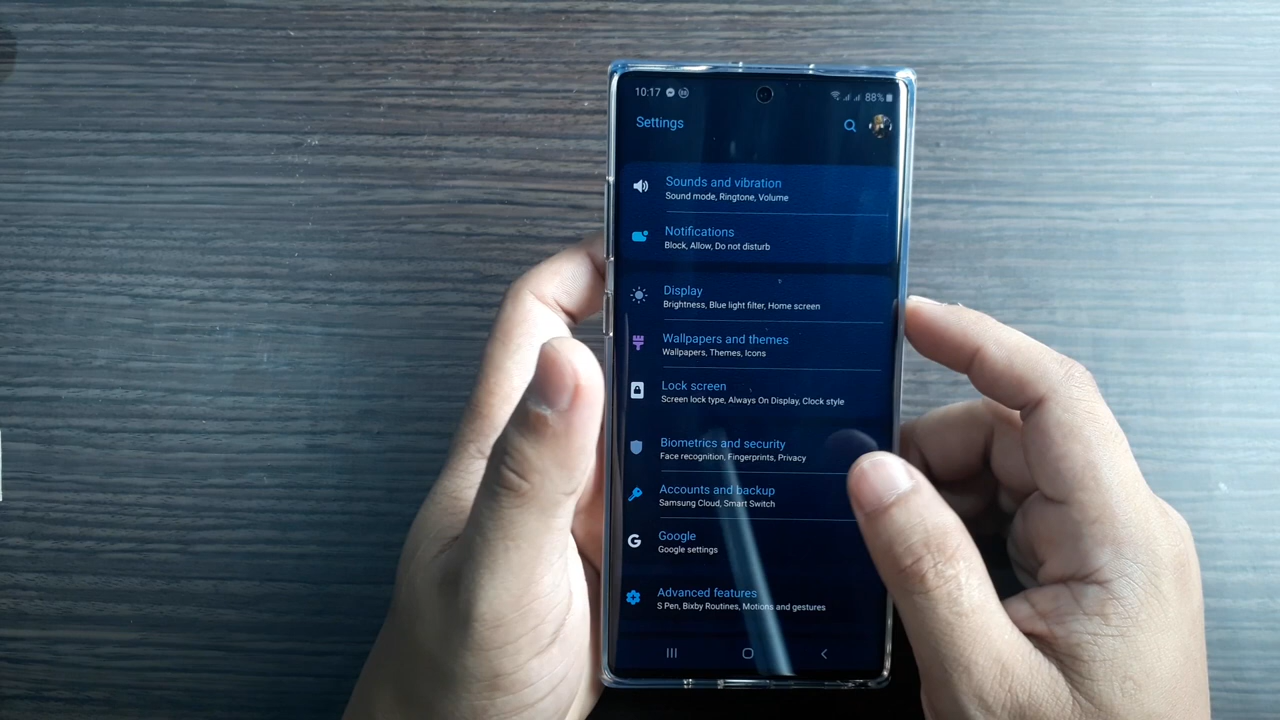 10:17
88%
Settings
Sounds and vibration
Sound mode, Ringtone, Volume
Notifications
Block, Allow, Do not disturb
Display
Brightness, Blue light filter, Home screen
Wallpapers and themes
Wallpapers, Themes, Icons
Lock screen
Screen lock type, Always On Display, Clock style
Biometrics and security
Face recognition, Fingerprints, Privacy
Accounts and backup
Samsung Cloud, Smart Switch
Google
Google settings
Advanced features
S Pen, Bixby Routines, Motions and gestures